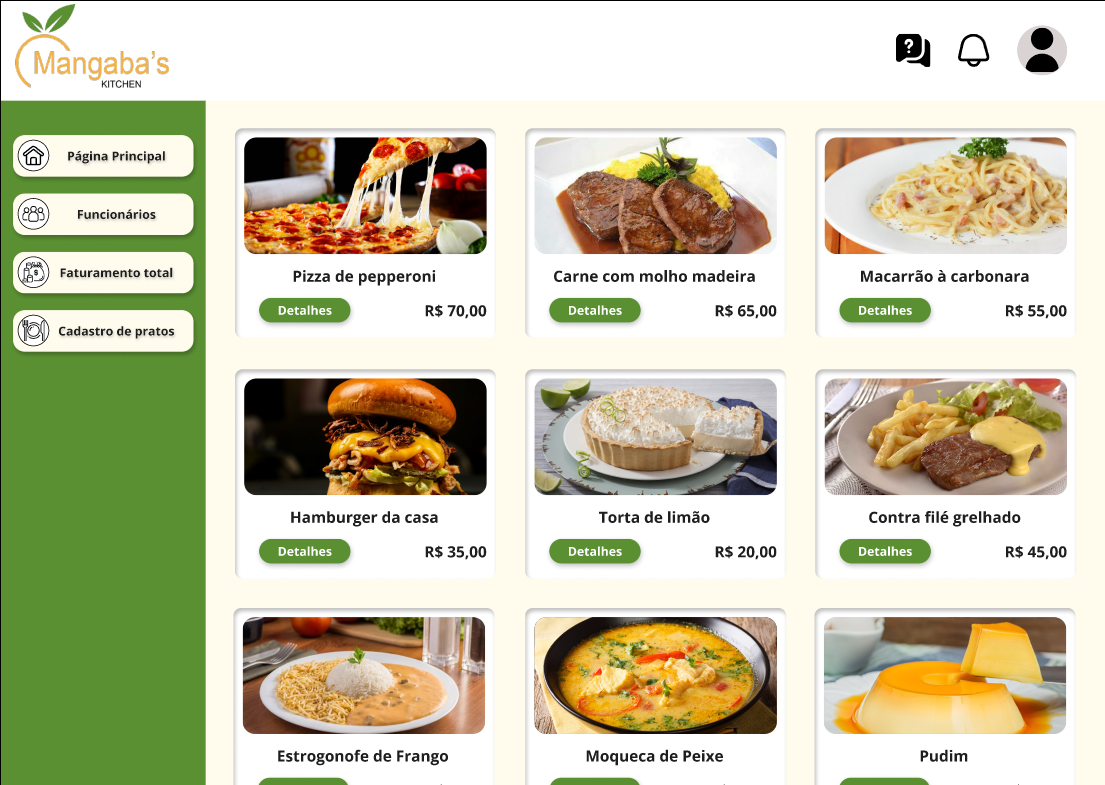 Mangaba's
KITCHEN
Página Principal
Funcionários
Faturamento total
Cadastro de pratos
Pizza de pepperoni
Detalhes R$ 70,00
Carne com molho madeira
Detalhes R$ 65,00
Macarrão à carbonara
Detalhes R$ 55,00
Hamburger da casa
Detalhes R$ 35,00
Torta de limão
Detalhes R$ 20,00
Contra filé grelhado
Detalhes R$ 45,00
Estrogonofe de Frango
Moqueca de Peixe
Pudim